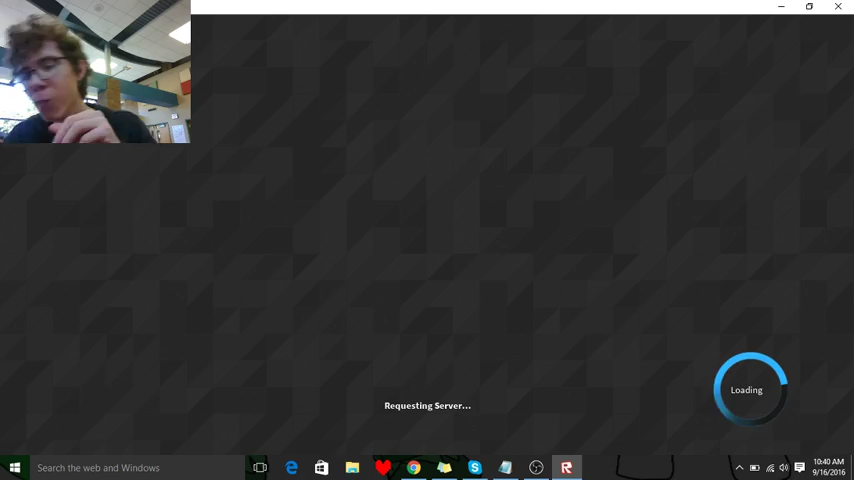 Loading
Requesting Server...
Search the web and Windows
10:40 AM
9/16/2016